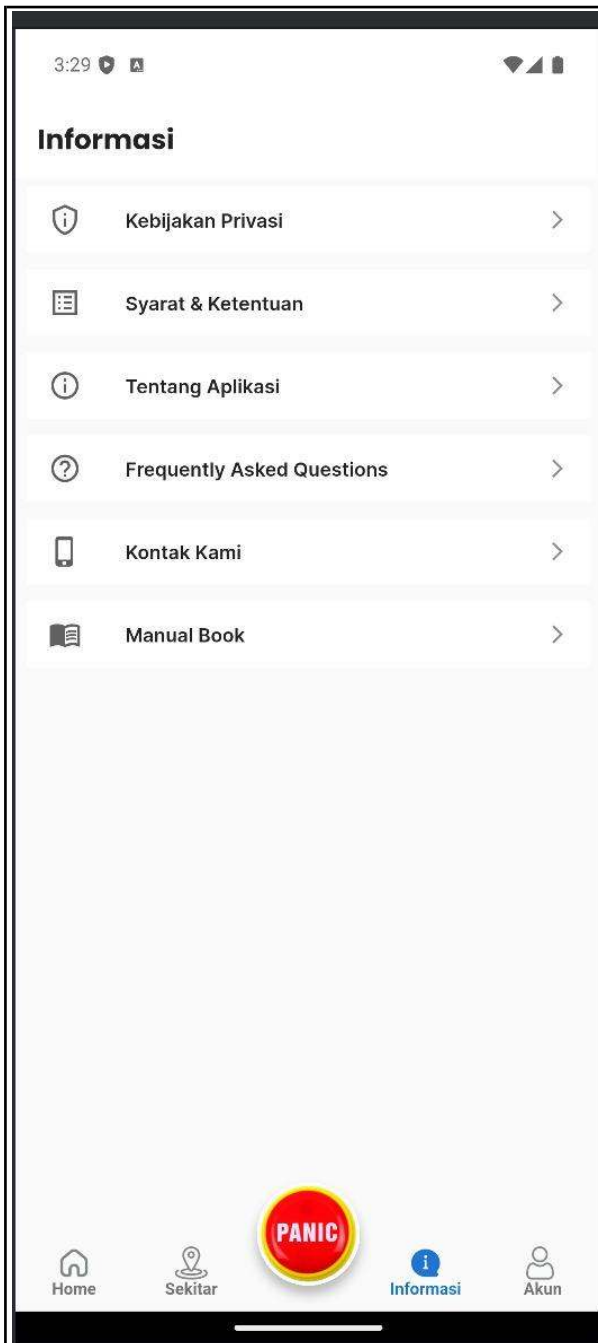 3:29
Informasi
Kebijakan Privasi
Syarat & Ketentuan
Tentang Aplikasi
Frequently Asked Questions
Kontak Kami
Manual Book
PANIC
Home
Sekitar
Informasi
Akun